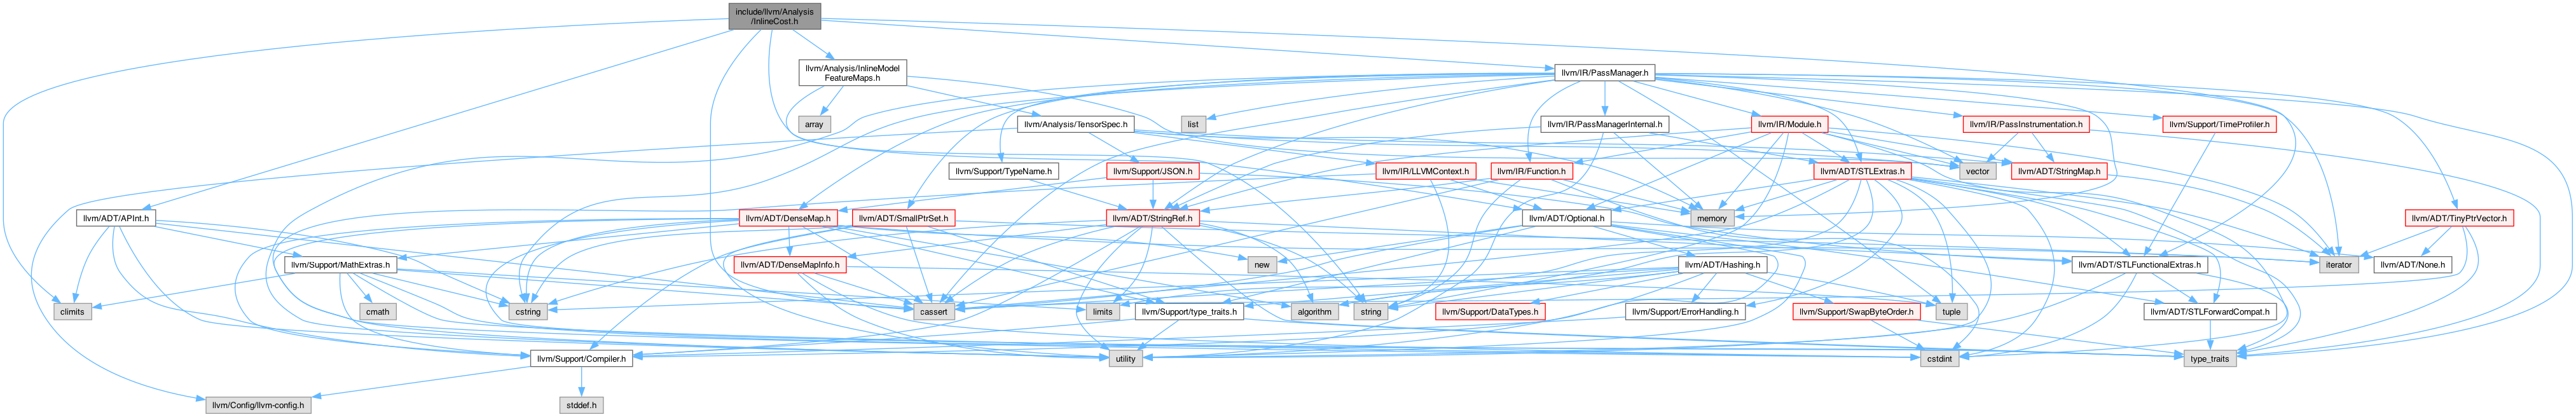 include/llvm/Analysis
/InlineCost.h
llvm/Analysis/InlineModel
FeatureMaps.h
llvm/IR/PassManager.h
array
llvm/Analysis/TensorSpec.h
list
llvm/IR/PassManagerInternal.h
llvm/IR/Module.h
llvm/IR/PassInstrumentation.h
llvm/Support/TimeProfiler.h
llvm/Support/TypeName.h
llvm/Support/JSON.h
llvm/IR/LLVMContext.h
llvm/IR/Function.h
llvm/ADT/STLExtras.h
vector
llvm/ADT/StringMap.h
llvm/ADT/APInt.h
llvm/ADT/DenseMap.h
llvm/ADT/SmallPtrSet.h
llvm/ADT/StringRef.h
llvm/ADT/Optional.h
memory
llvm/ADT/TinyPtrVector.h
llvm/Support/MathExtras.h
llvm/ADT/DenseMapInfo.h
new
llvm/ADT/Hashing.h
llvm/ADT/STLFunctionalExtras.h
iterator
llvm/ADT/None.h
climits
cmath
cstring
cassert
limits
llvm/Support/type_traits.h
algorithm
string
llvm/Support/DataTypes.h
llvm/Support/ErrorHandling.h
llvm/Support/SwapByteOrder.h
tuple
llvm/ADT/STLForwardCompat.h
llvm/Support/Compiler.h
utility
cstdint
type_traits
llvm/Config/llvm-config.h
stddef.h